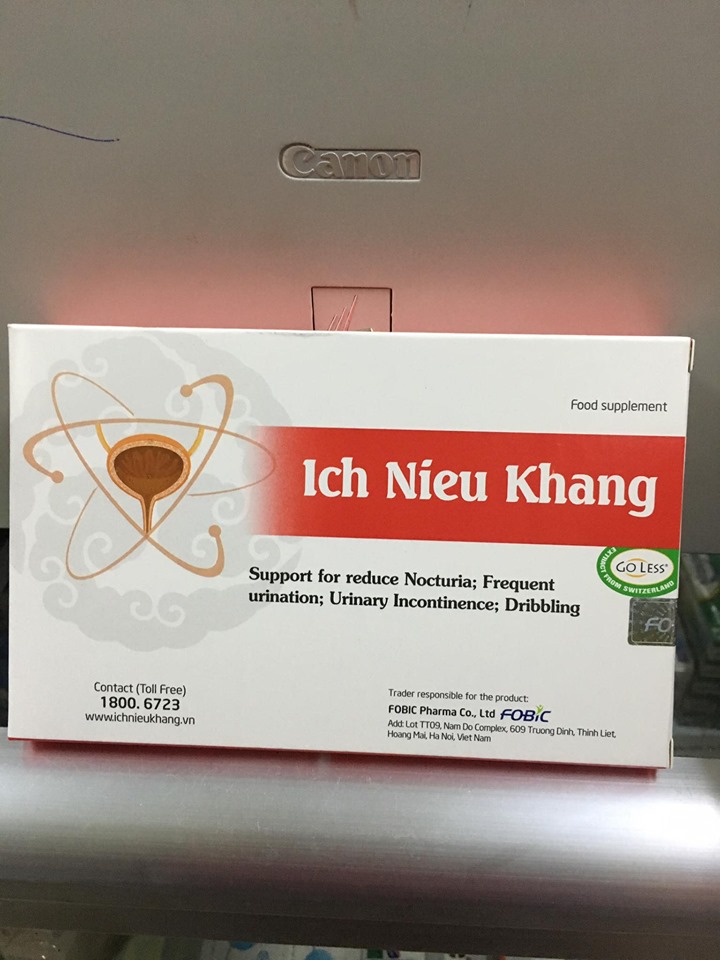 Canon
Food supplement
Ich Nieu Khang
GO LESS®
EXTRACT FROM SWITZERLAND
Support for reduce Nocturia; Frequent
urination; Urinary Incontinence; Dribbling
FO
Contact (Toll Free)
1800. 6723
www.ichnieukhang.vn
Trader responsible for the product:
FOBIC Pharma Co., Ltd FOBIC
Add: Lot TT09, Nam Do Complex, 609 Truong Dinh, Thinh Liet,
Hoang Mai, Ha Noi, Viet Nam